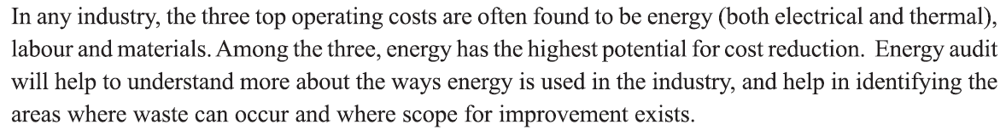 In any industry, the three top operating costs are often found to be energy (both electrical and thermal),
labour and materials. Among the three, energy has the highest potential for cost reduction.  Energy audit
will help to understand more about the ways energy is used in the industry, and help in identifying the
areas where waste can occur and where scope for improvement exists.